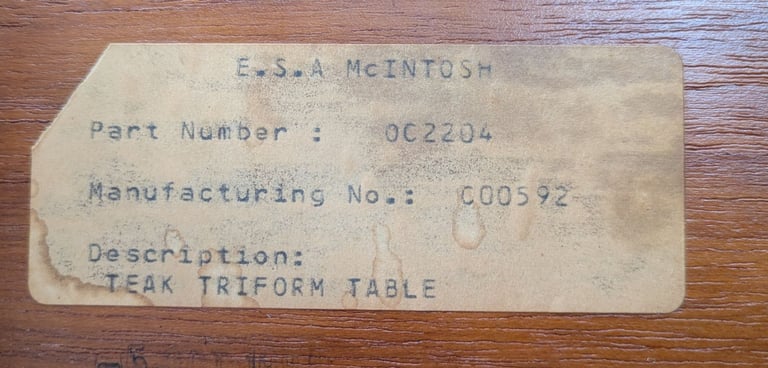 E.S.A McINTOSH
Part Number : OC2204
Manufacturing No.: C00592
Description:
TEAK TRIFORM TABLE